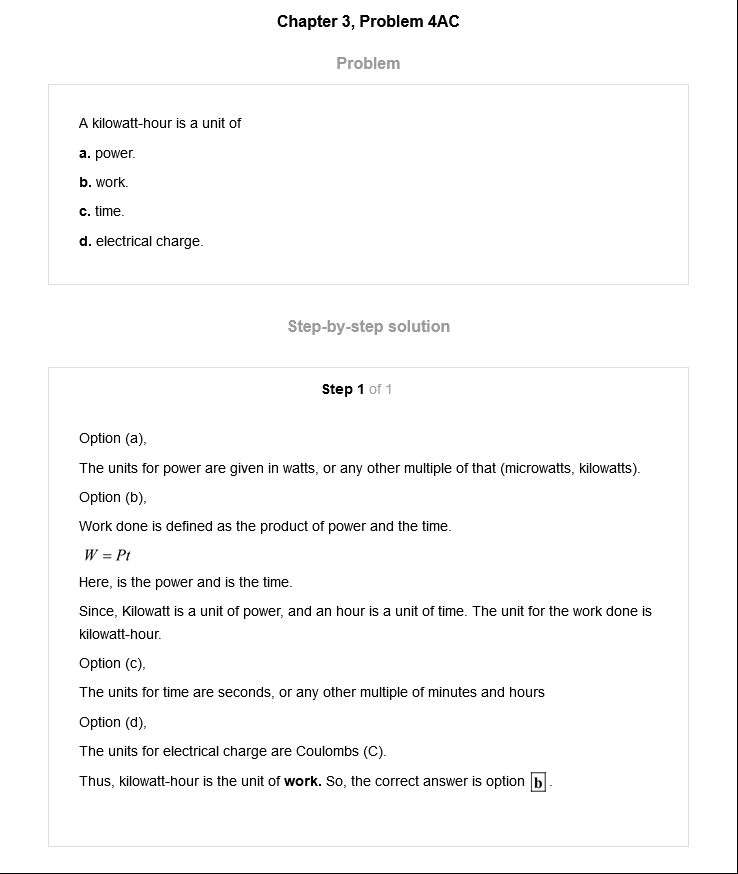 Chapter 3, Problem 4AC
Problem
A kilowatt-hour is a unit of
a. power.
b. work.
c. time.
d. electrical charge.
Step-by-step solution
Step 1 of 1
Option (a),
The units for power are given in watts, or any other multiple of that (microwatts, kilowatts).
Option (b),
Work done is defined as the product of power and the time.
W = Pt
Here, is the power and is the time.
Since, Kilowatt is a unit of power, and an hour is a unit of time. The unit for the work done is
kilowatt-hour.
Option (c),
The units for time are seconds, or any other multiple of minutes and hours
Option (d),
The units for electrical charge are Coulombs (C).
Thus, kilowatt-hour is the unit of work. So, the correct answer is option b.